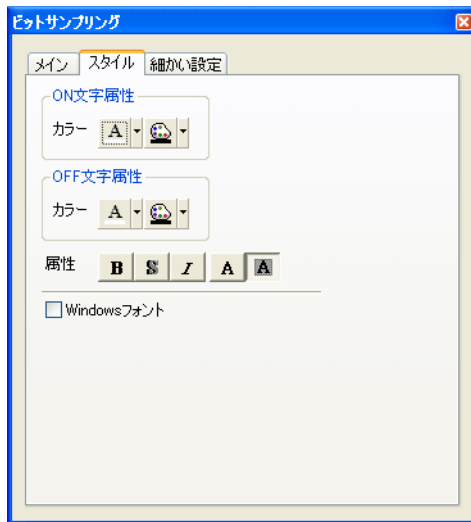 ビットサンプリング
メイン スタイル 細かい設定
ON文字属性
カラー A
OFF文字属性
カラー A
属性 B S I A A
Windowsフォント